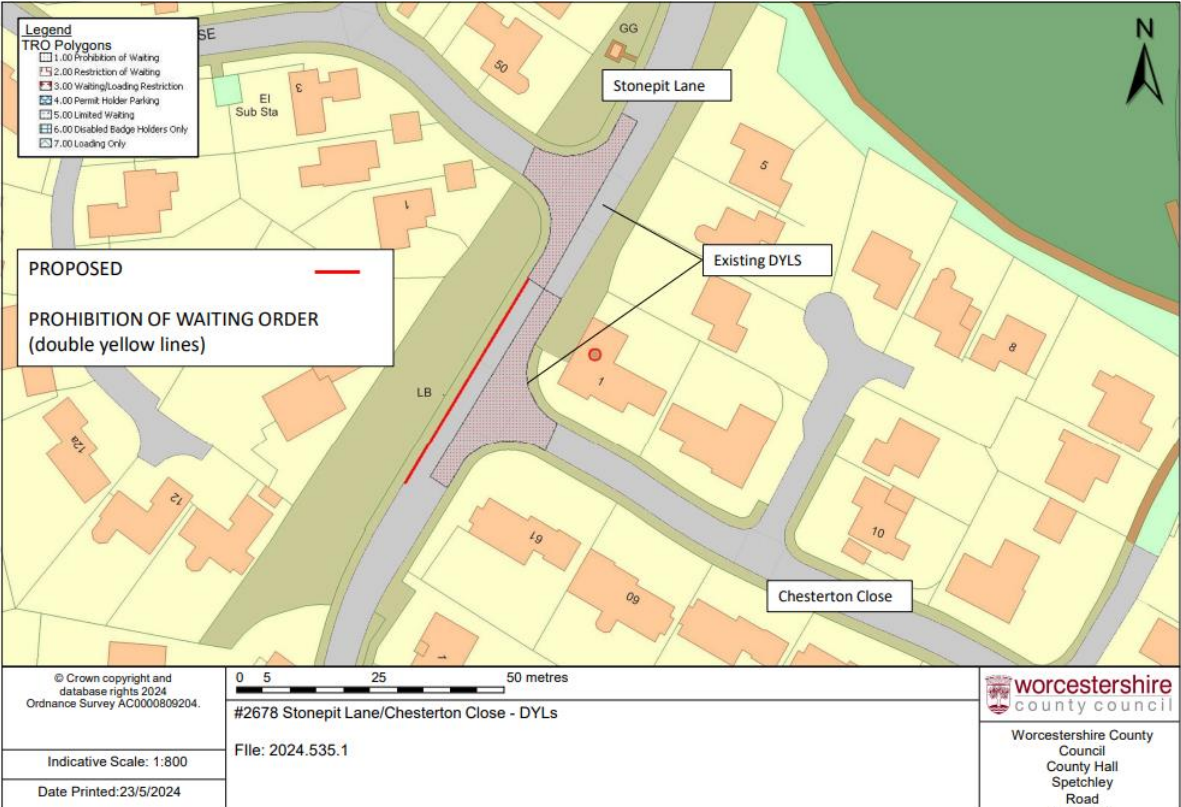 Legend
TRO Polygons
1.00 Prohibition of Waiting
2.00 Restriction of Waiting
3.00 Waiting/Loading Restriction
4.00 Permit Holder Parking
5.00 Limited Waiting
6.00 Disabled Badge Holders Only
7.00 Loading Only
SE
El
Sub Sta
3
50
GG
Stonepit Lane
N
5
1
PROPOSED
PROHIBITION OF WAITING ORDER
(double yellow lines)
Existing DYLS
LB
1
8
12a
12
19
60
10
Chesterton Close
1
© Crown copyright and
database rights 2024
Ordnance Survey AC0000809204.
Indicative Scale: 1:800
Date Printed:23/5/2024
0 5 25 50 metres
#2678 Stonepit Lane/Chesterton Close - DYLs
FIle: 2024.535.1
worcestershire
county council
Worcestershire County
Council
County Hall
Spetchley
Road